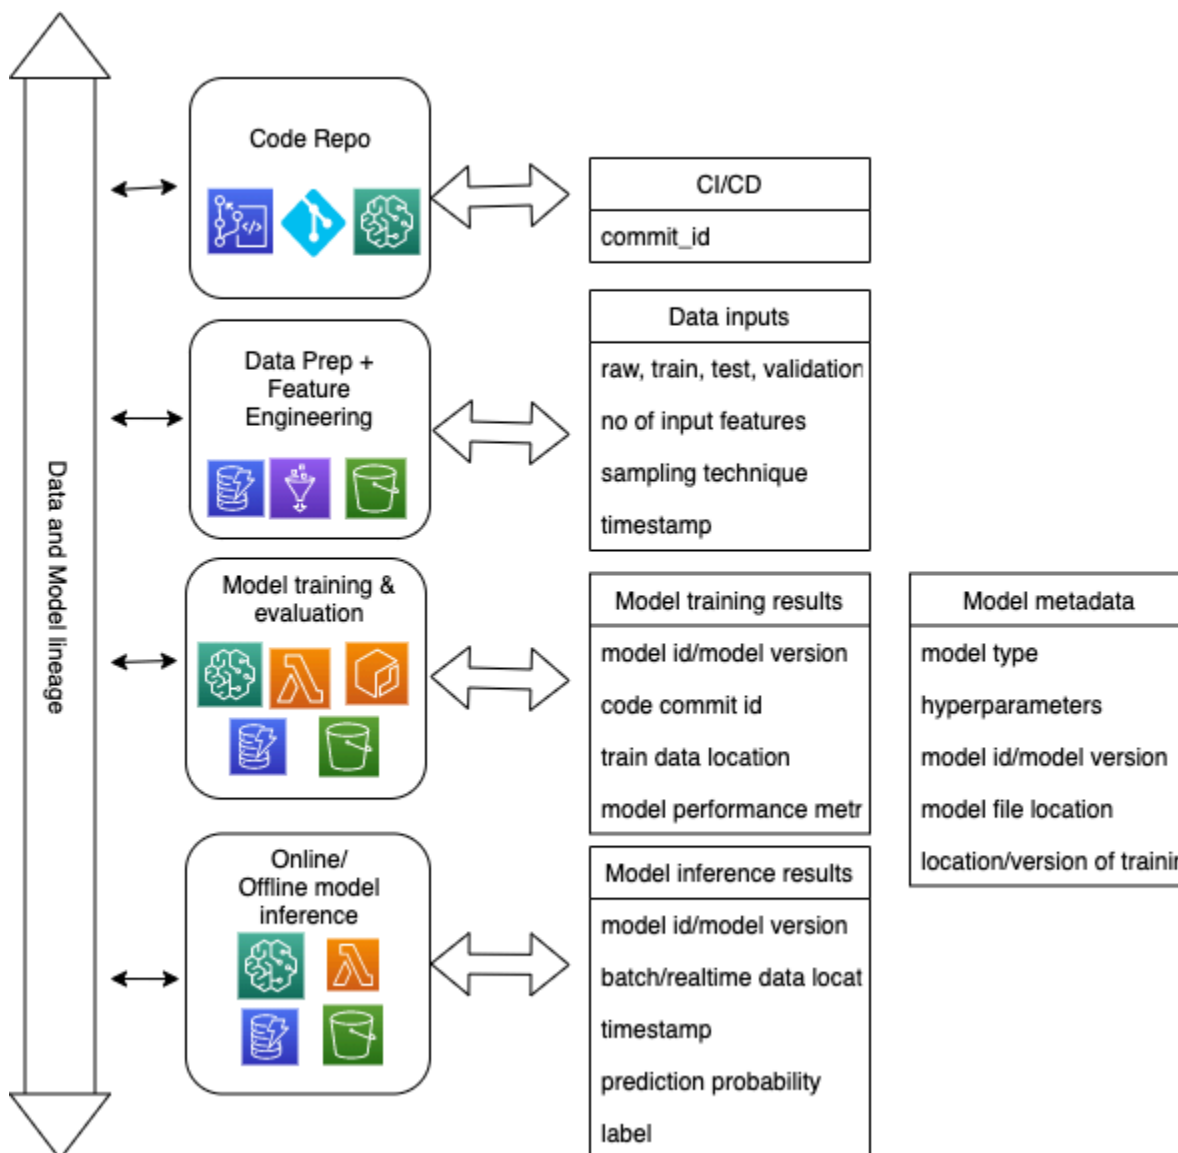 Data and Model lineage
Code Repo
CI/CD
commit_id
Data Prep +
Feature
Engineering
Data inputs
raw, train, test, validation
no of input features
sampling technique
timestamp
Model training &
evaluation
Model training results
model id/model version
code commit id
train data location
model performance metr
Model metadata
model type
hyperparameters
model id/model version
model file location
location/version of trainin
Online/
Offline model
inference
Model inference results
model id/model version
batch/realtime data locat
timestamp
prediction probability
label